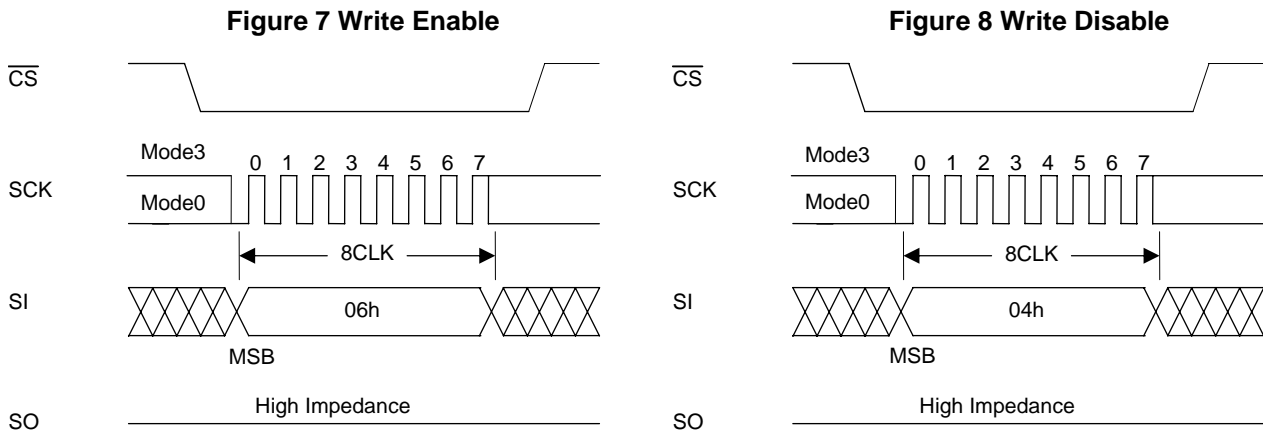 Figure 7 Write Enable
CS
Mode3
0 1 2 3 4 5 6 7
SCK
Mode0
8CLK
SI
06h
MSB
High Impedance
SO
Figure 8 Write Disable
CS
Mode3
0 1 2 3 4 5 6 7
SCK
Mode0
8CLK
SI
04h
MSB
High Impedance
SO